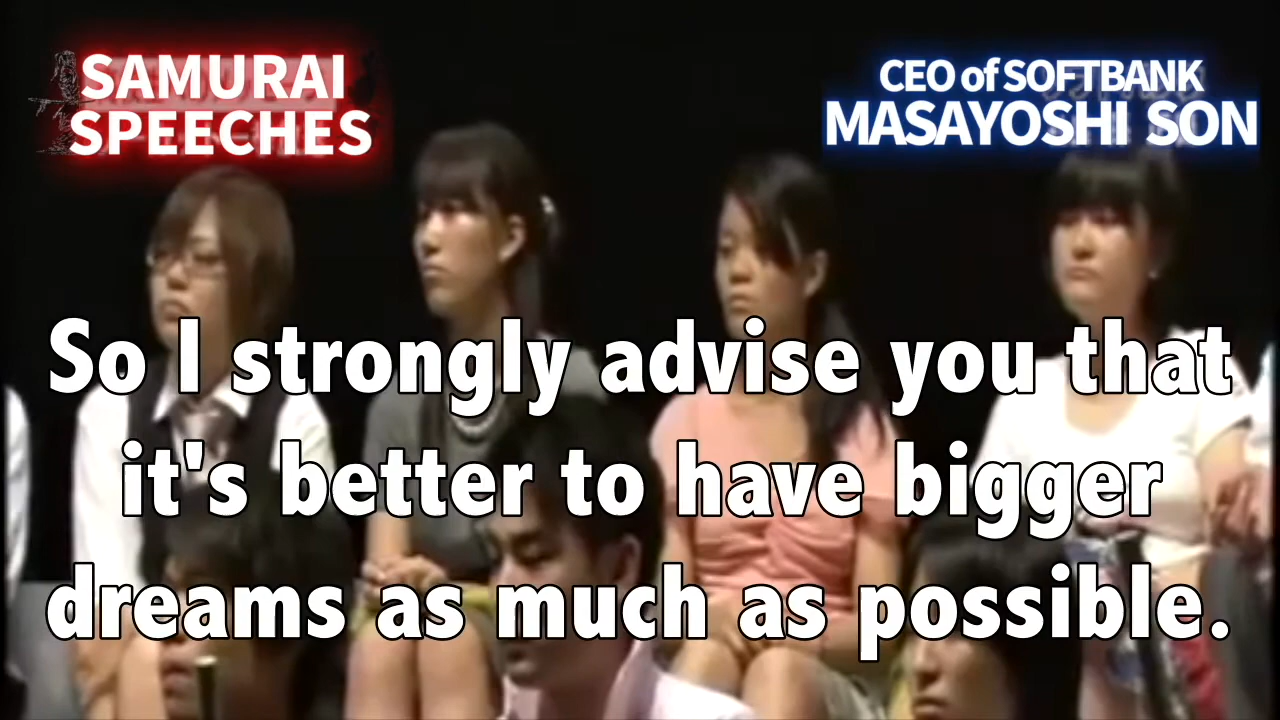 SAMURAI
SPEECHES
CEO of SOFTBANK
MASAYOSHI SON
So I strongly advise you that
it's better to have bigger
dreams as much as possible.